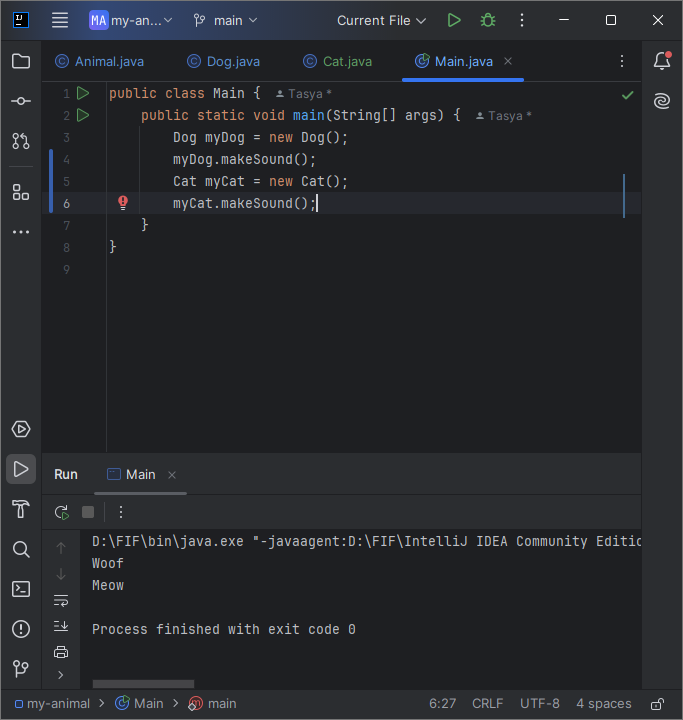 MA my-an... main Current File
Animal.java Dog.java Cat.java Main.java
1 public class Main { Tasya *
2 public static void main(String[] args) { Tasya *
3 Dog myDog = new Dog();
4 myDog.makeSound();
5 Cat myCat = new Cat();
6 myCat.makeSound();
7 }
8 }
9
Run Main
D:\FIF\bin\java.exe "-javaagent:D:\FIF\IntelliJ IDEA Community Editio
Woof
Meow
Process finished with exit code 0
my-animal > Main > main 6:27 CRLF UTF-8 4 spaces